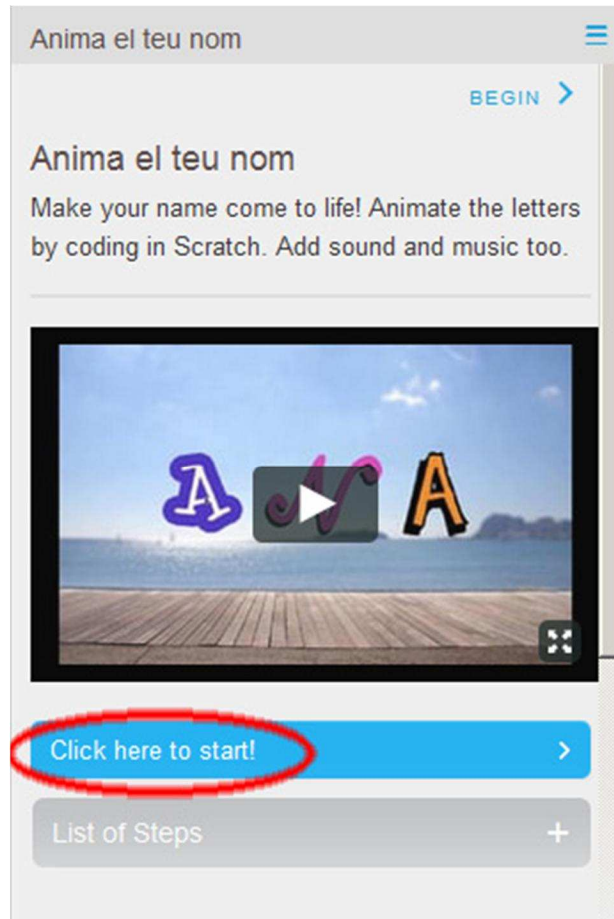 Anima el teu nom
BEGIN
Anima el teu nom
Make your name come to life! Animate the letters
by coding in Scratch. Add sound and music too.
A N A
Click here to start!
List of Steps